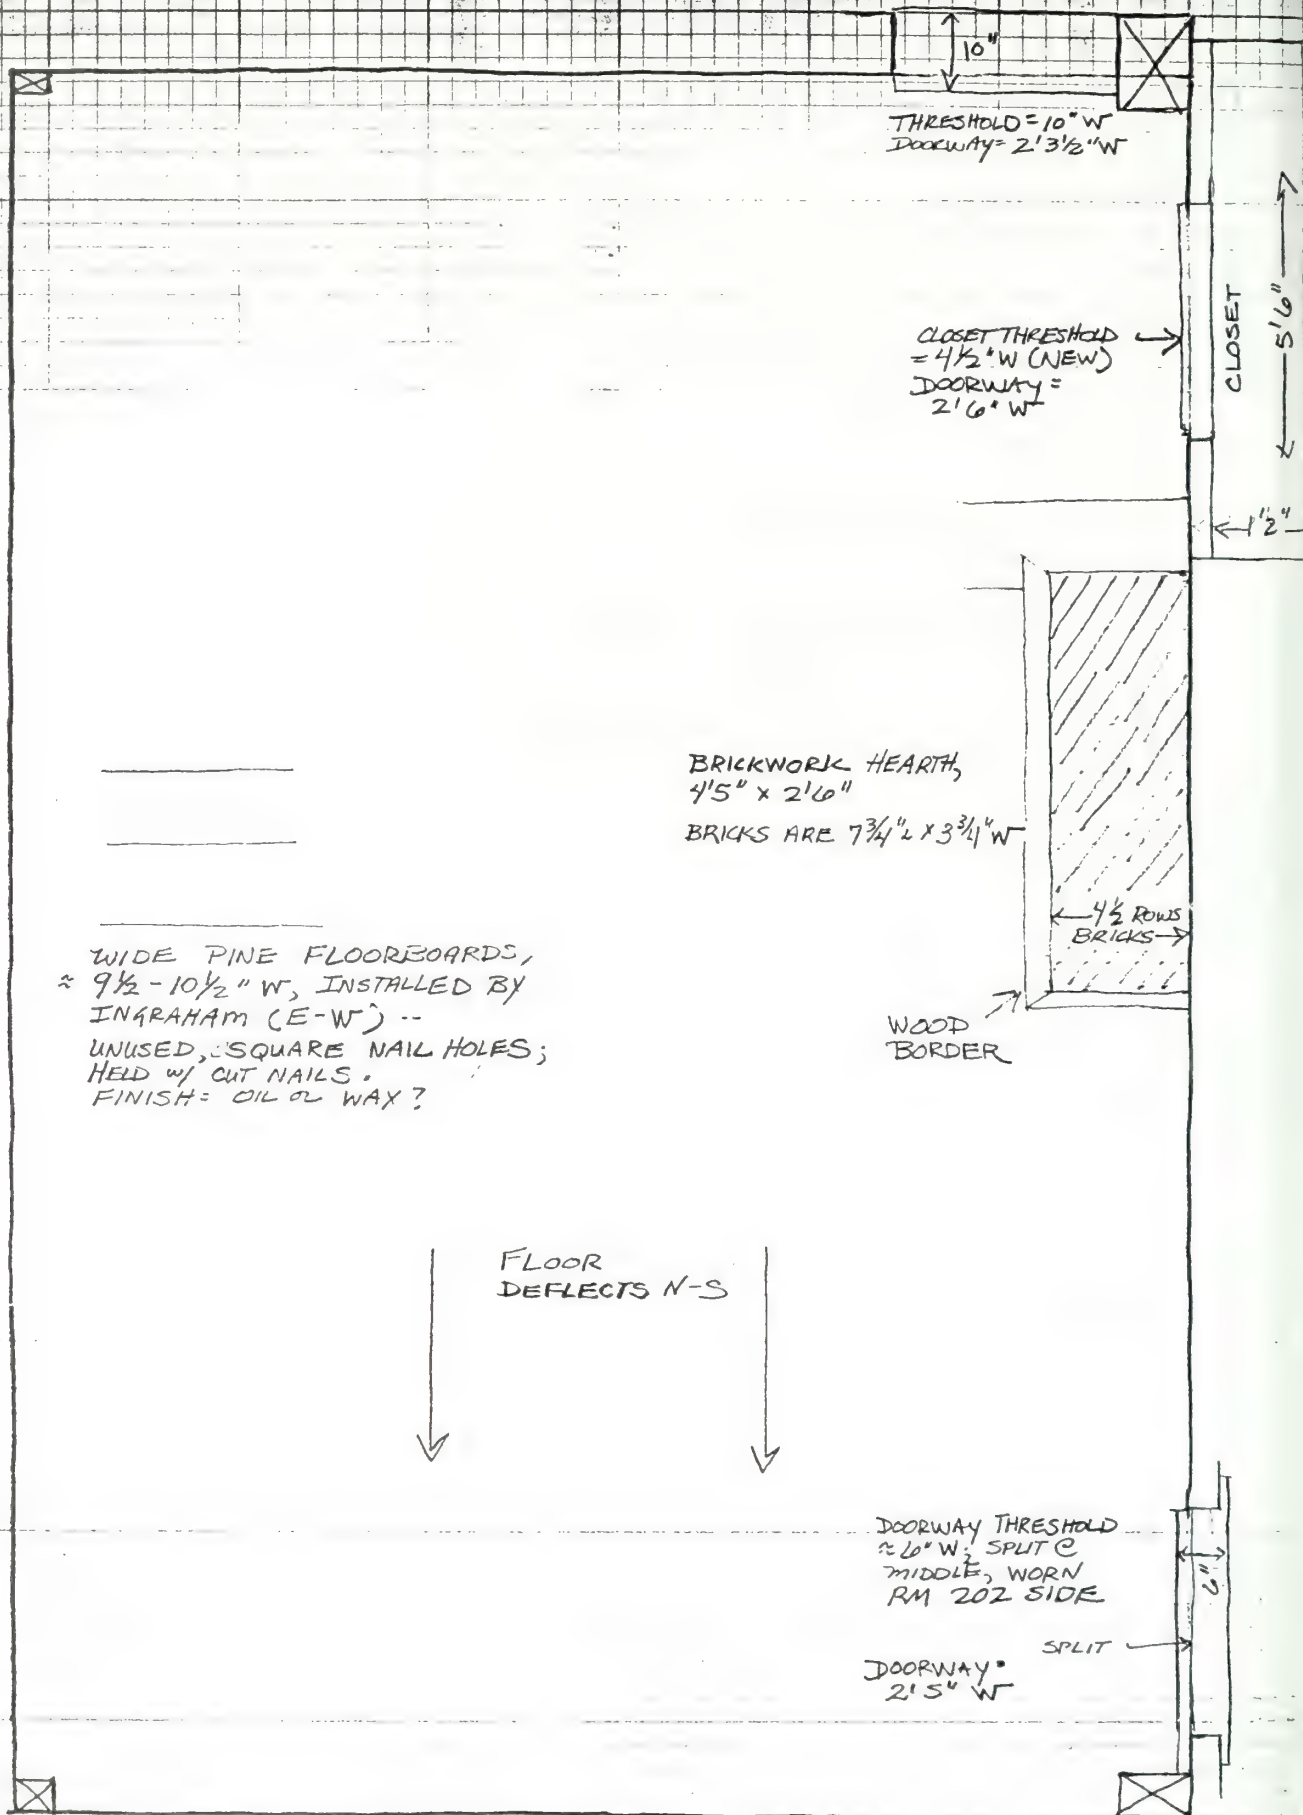 10"
THRESHOLD = 10" W
DOORWAY = 2'3½" W
CLOSET THRESHOLD
= 4½" W (NEW)
DOORWAY =
2'6" W
CLOSET
5'6"
1'2"
BRICKWORK HEARTH,
4'5" x 2'6"
BRICKS ARE 7¾" L x 3¾" W
4½ ROWS
BRICKS
WOOD
BORDER
WIDE PINE FLOORBOARDS,
≈ 9½ - 10½" W, INSTALLED BY
INGRAHAM (E-W) --
UNUSED, SQUARE NAIL HOLES;
HELD W/ CUT NAILS.
FINISH = OIL OR WAX?
FLOOR
DEFLECTS N-S
DOORWAY THRESHOLD
≈ 6" W; SPLIT @
MIDDLE, WORN
RM 202 SIDE
6"
SPLIT
DOORWAY =
2'5" W